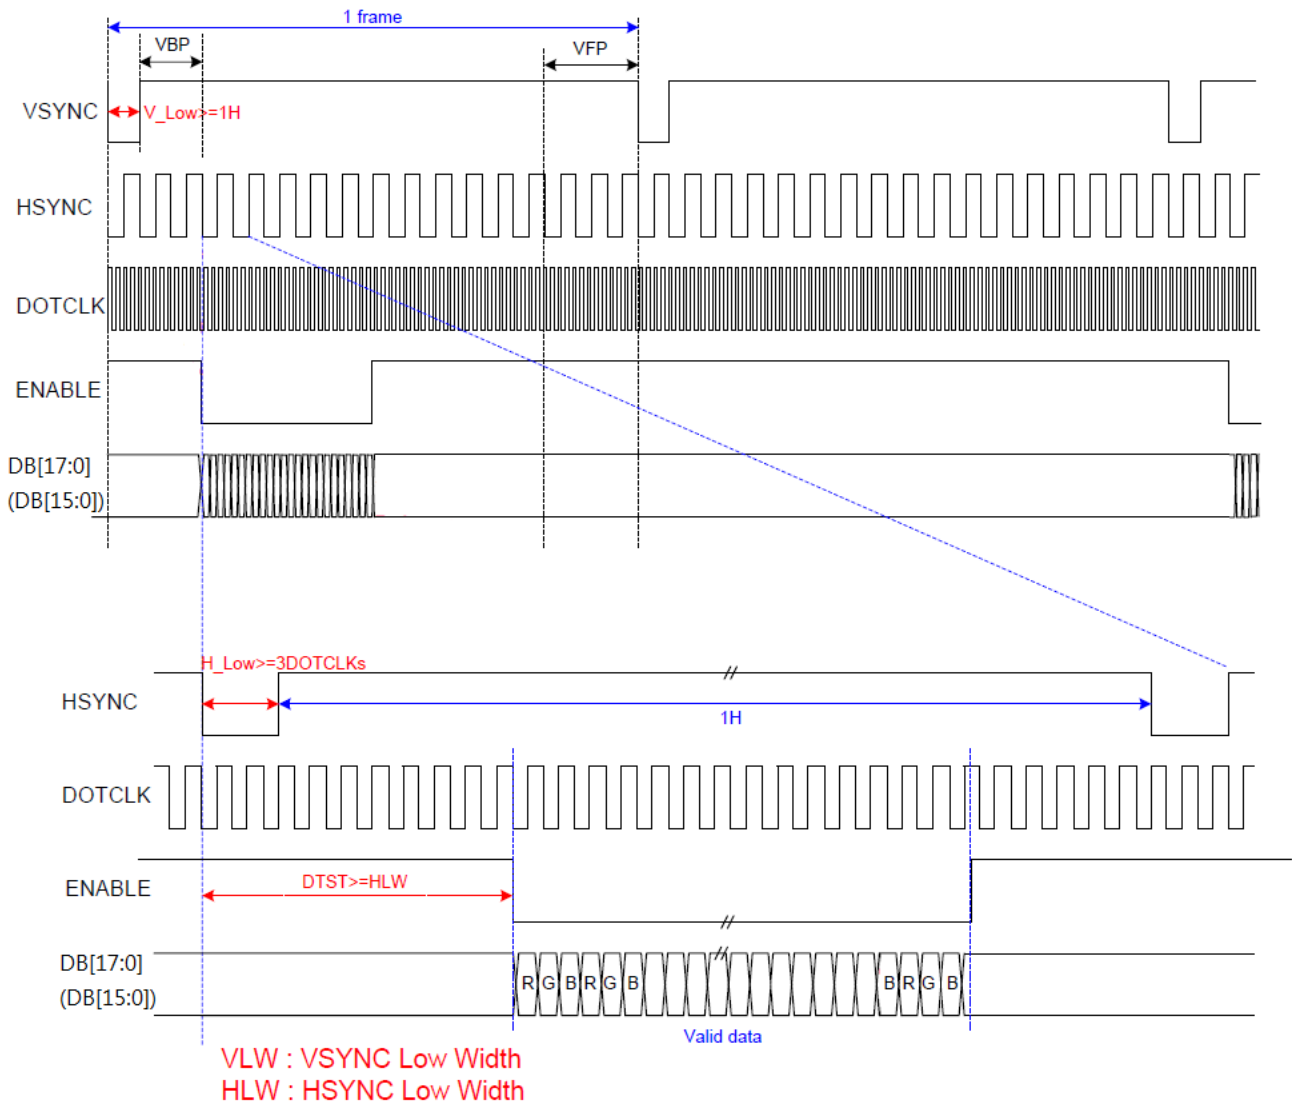 1 frame
VBP
VFP
VSYNC
V_Low>=1H
HSYNC
DOTCLK
ENABLE
DB[17:0]
(DB[15:0])
H_Low>=3DOTCLKs
HSYNC
1H
DOTCLK
ENABLE
DTST>=HLW
DB[17:0]
(DB[15:0])
R G B R G B B R G B
Valid data
VLW : VSYNC Low Width
HLW : HSYNC Low Width